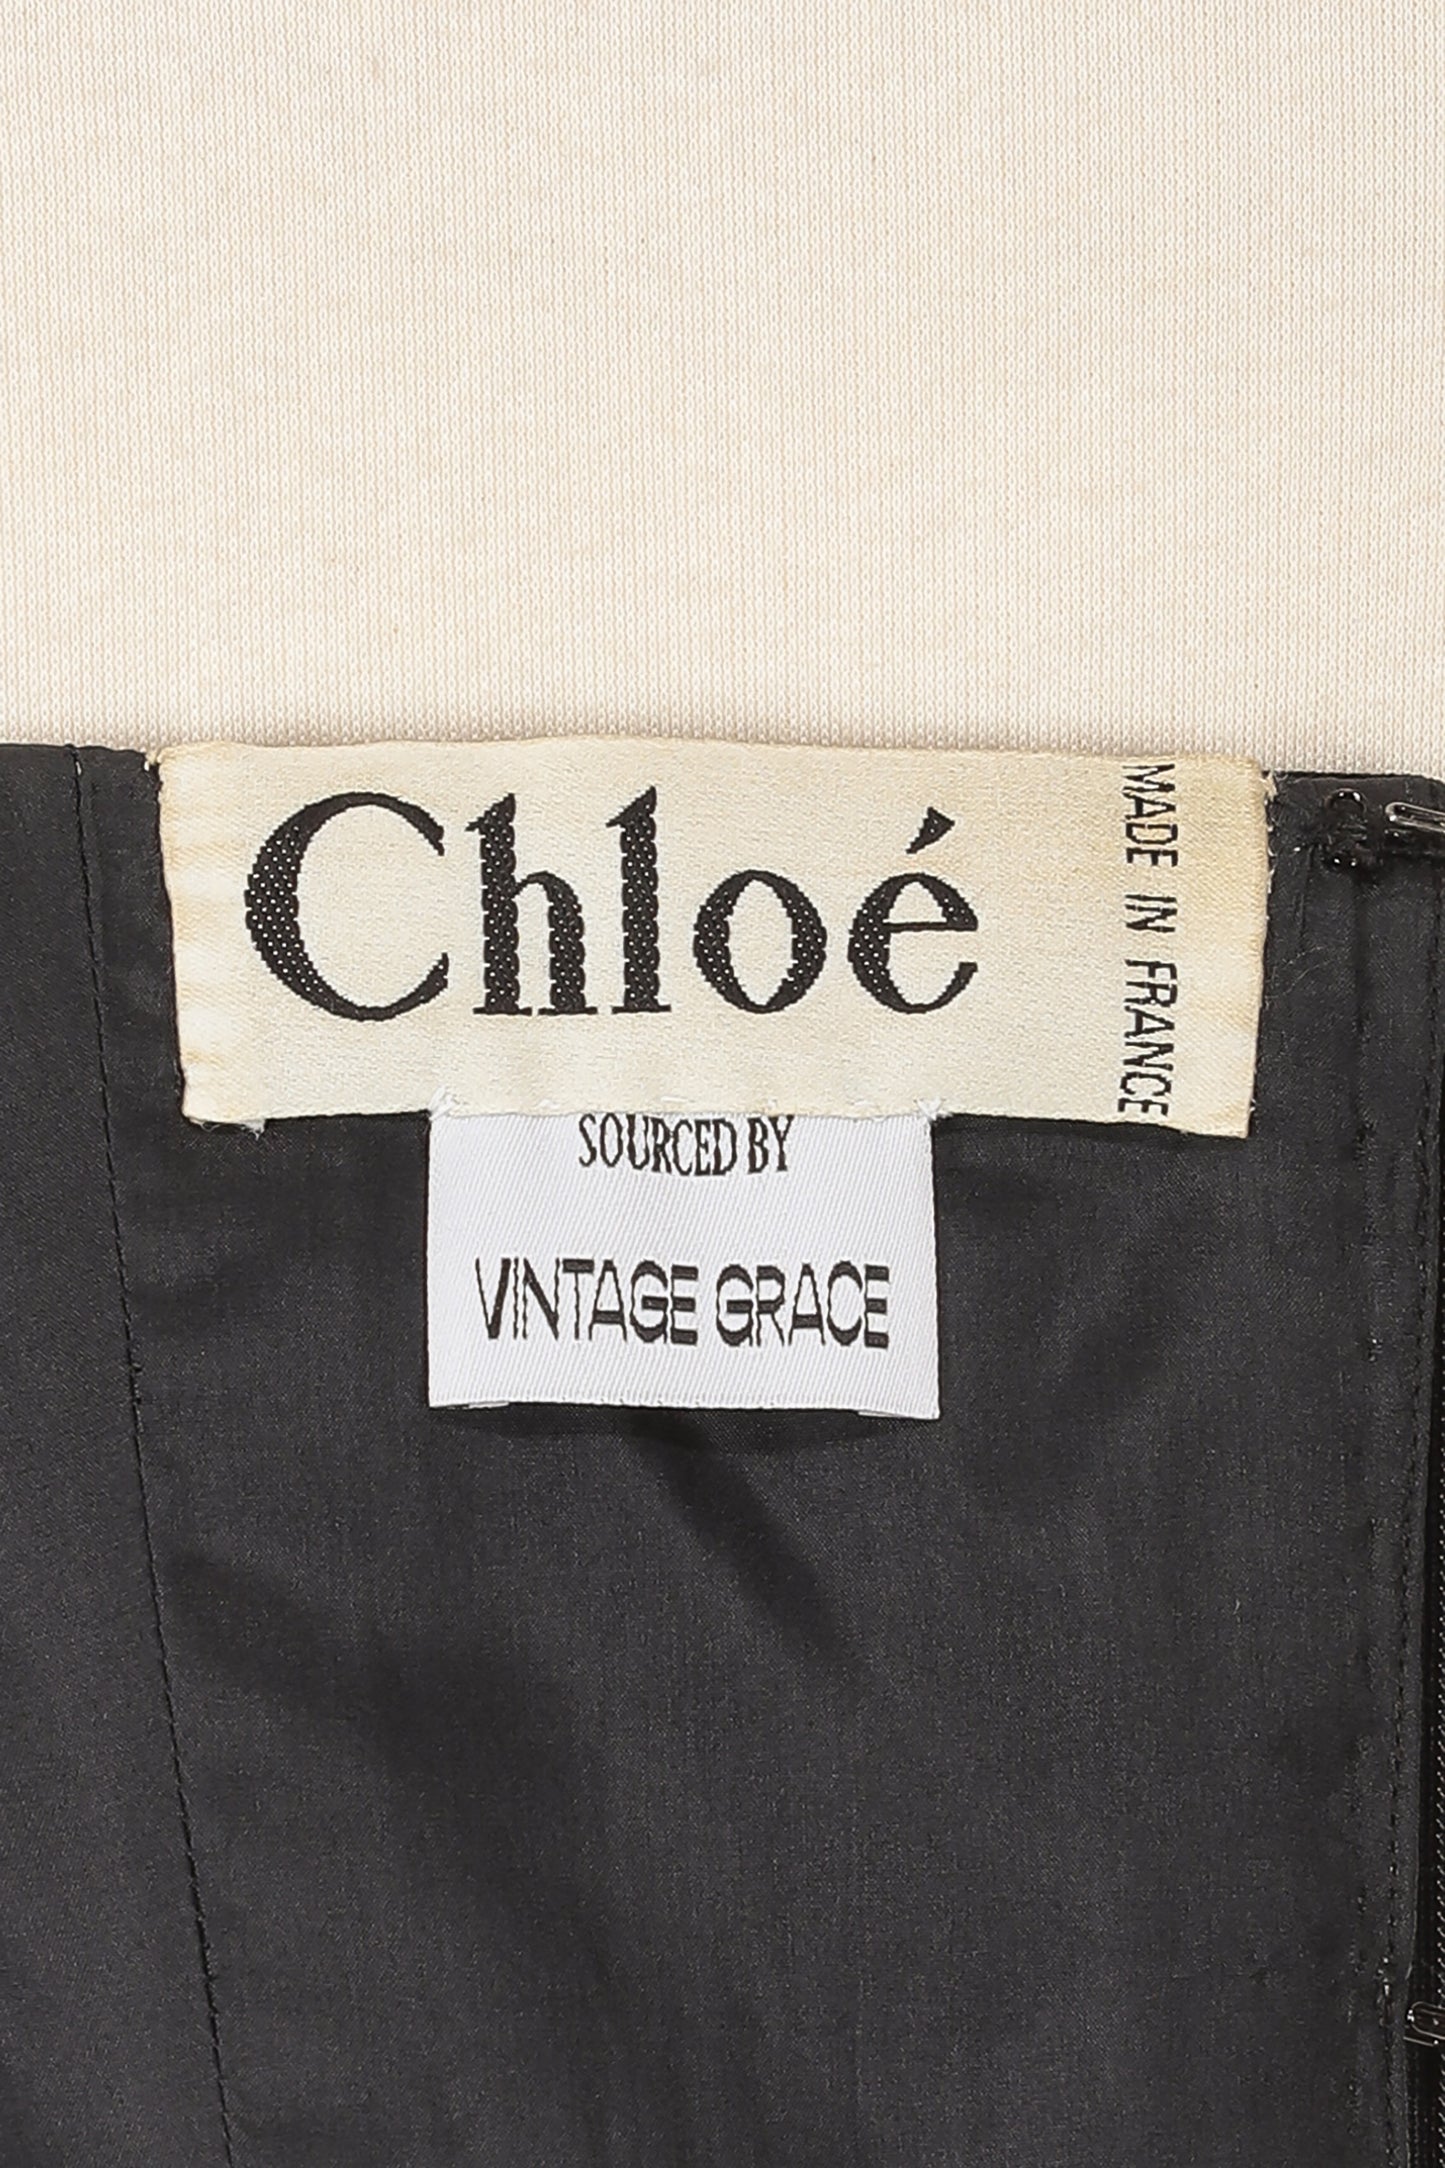 Chloé
MADE IN FRANCE
SOURCED BY
VINTAGE GRACE